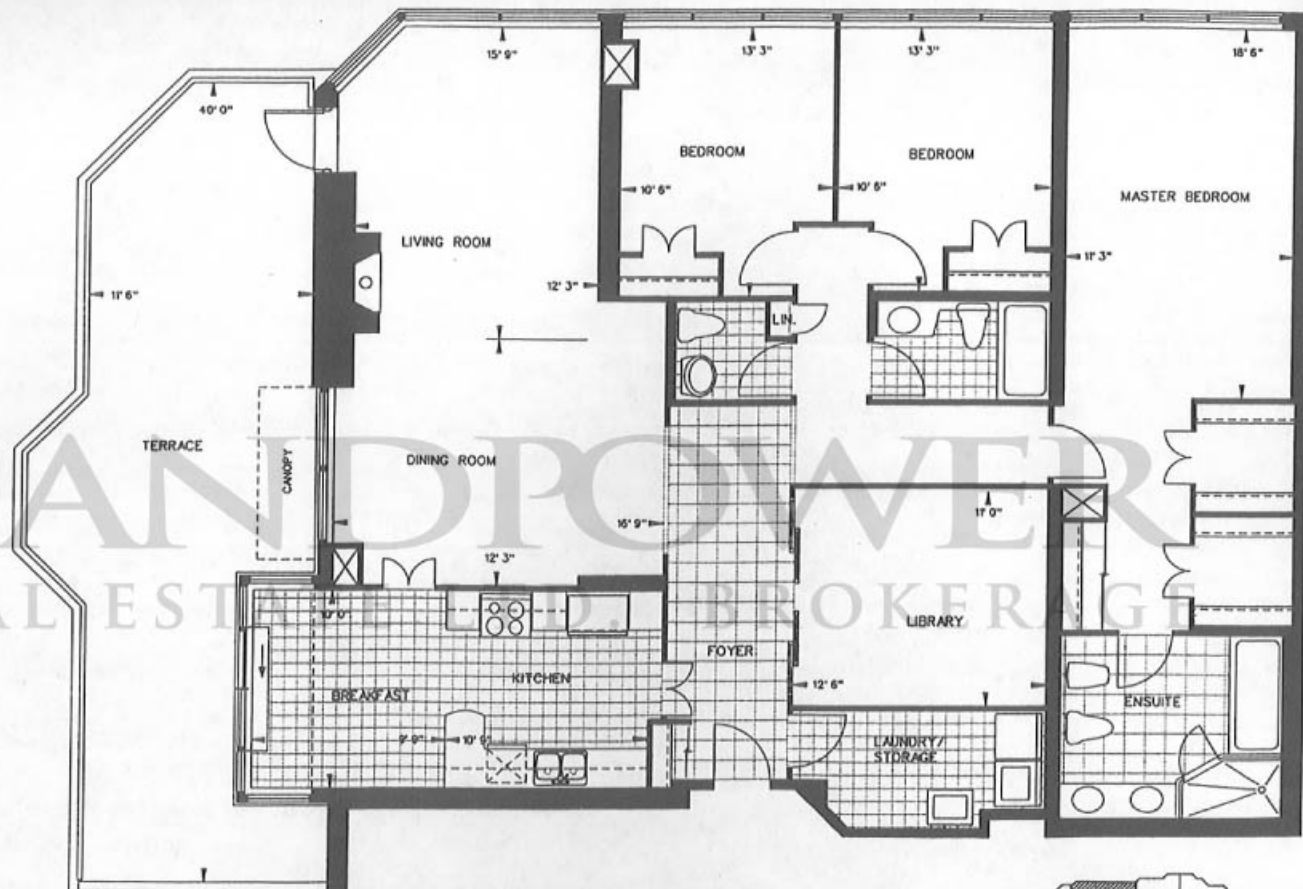 15' 9"
13' 3"
13' 3"
18' 6"
40' 0"
BEDROOM
BEDROOM
10' 6"
10' 6"
MASTER BEDROOM
LIVING ROOM
11' 3"
11' 6"
12' 3"
LIN.
TERRACE
CANOPY
DINING ROOM
ANDPOWER
16' 9"
11' 0"
12' 3"
10' 0"
AL ESTATE LTD. BROKERAGE
LIBRARY
FOYER
KITCHEN
BREAKFAST
12' 6"
ENSUITE
9' 9"
10' 9"
LAUNDRY/
STORAGE